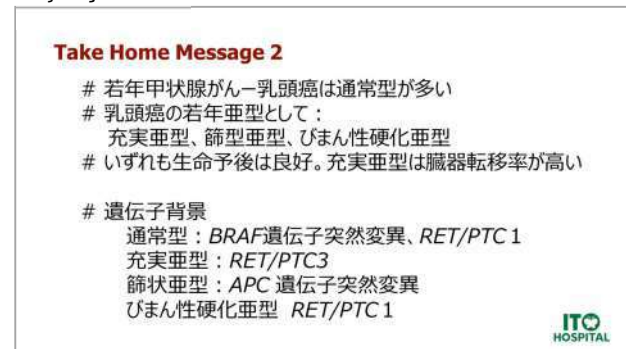 Take Home Message 2
# 若年甲状腺がんー乳頭癌は通常型が多い
# 乳頭癌の若年亜型として：
充実亜型、篩型亜型、びまん性硬化亜型
# いずれも生命予後は良好。充実亜型は臓器転移率が高い
# 遺伝子背景
通常型：BRAF遺伝子突然変異、RET/PTC 1
充実亜型：RET/PTC3
篩状亜型：APC 遺伝子突然変異
びまん性硬化亜型 RET/PTC 1
ITO
HOSPITAL